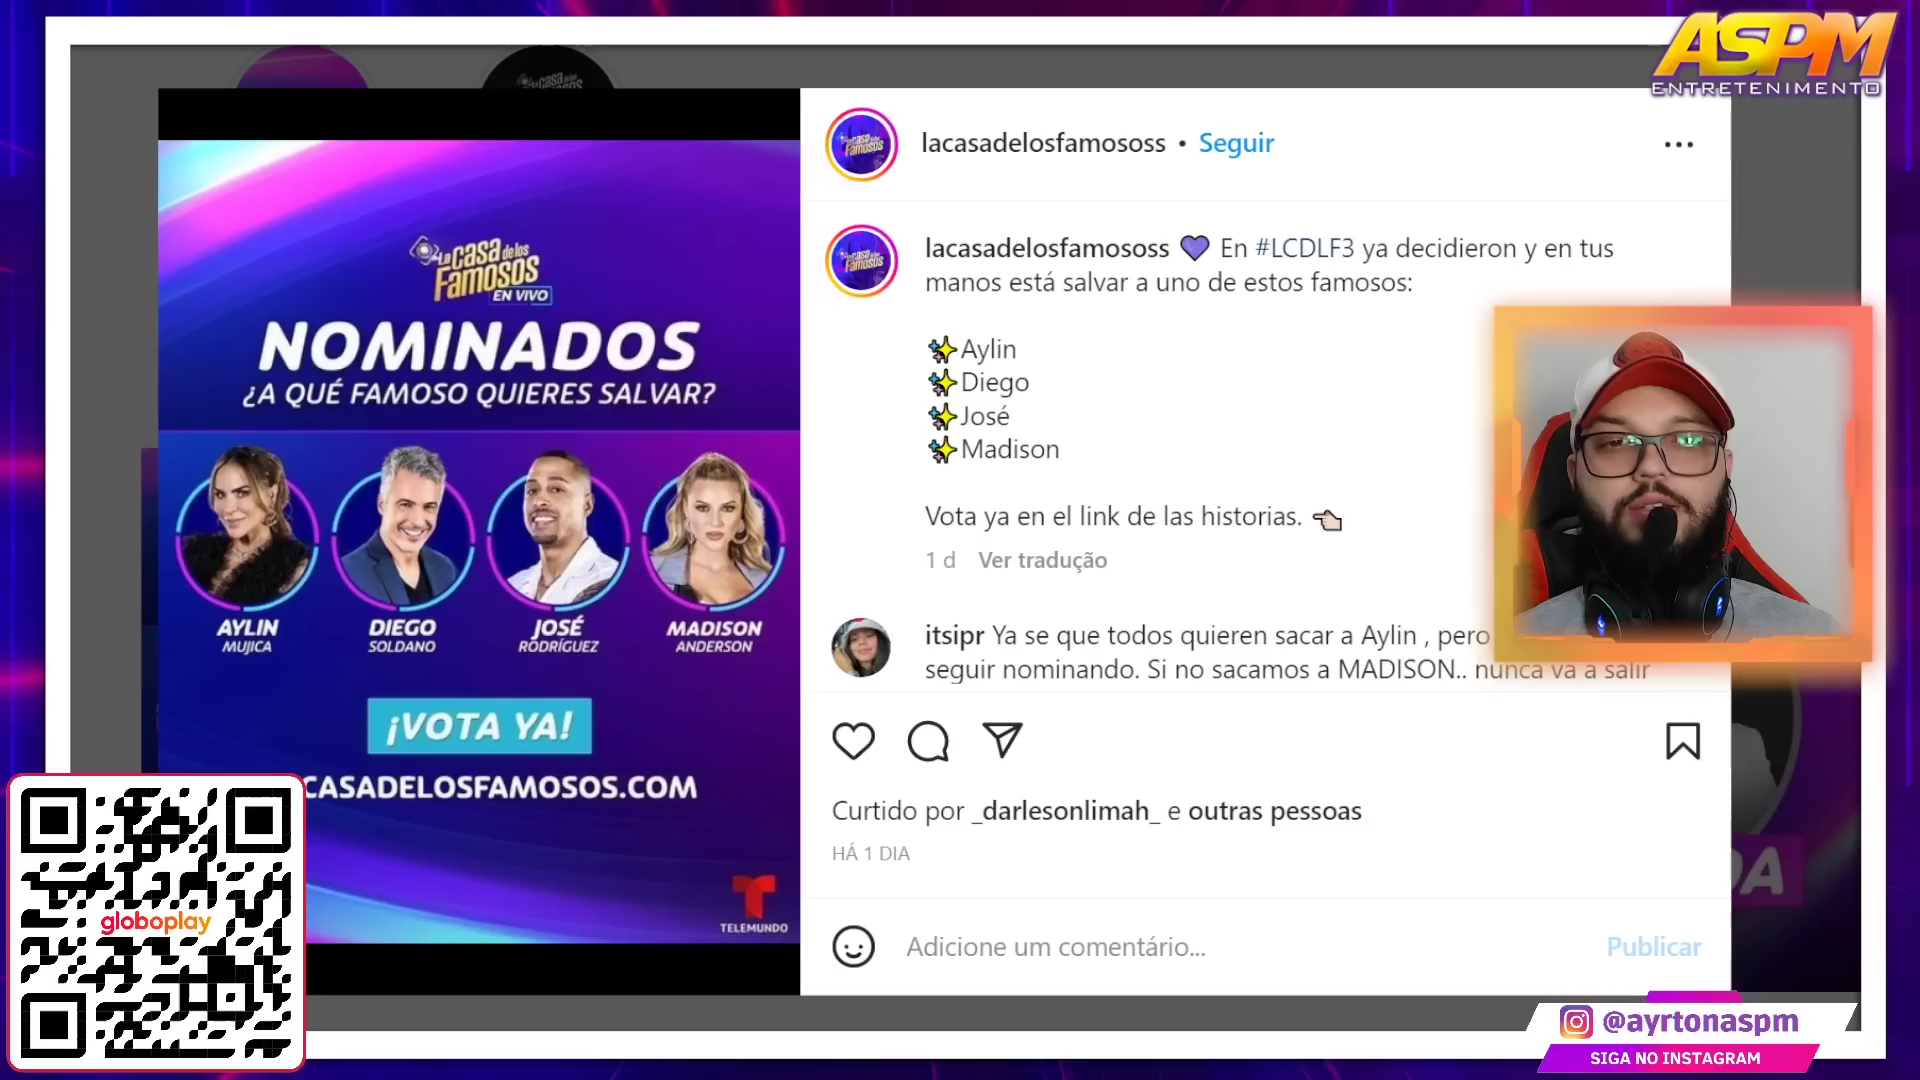 ASPM
ENTRETENIMENTO
lacasadelosfamososs • Seguir
lacasadelosfamososs 💜 En #LCDLF3 ya decidieron y en tus
manos está salvar a uno de estos famosos:
✨Aylin
✨Diego
✨José
✨Madison
Vota ya en el link de las historias. 👈🏻
1 d Ver tradução
itsipr Ya se que todos quieren sacar a Aylin , pero
seguir nominando. Si no sacamos a MADISON.. nunca va a salir
Curtido por _darlesonlimah_ e outras pessoas
HÁ 1 DIA
Adicione um comentário... Publicar
La Casa de los
Famosos
EN VIVO
NOMINADOS
¿A QUÉ FAMOSO QUIERES SALVAR?
AYLIN
MUJICA
DIEGO
SOLDANO
JOSÉ
RODRÍGUEZ
MADISON
ANDERSON
¡VOTA YA!
CASADELOSFAMOSOS.COM
TELEMUNDO
globoplay
@ayrtonaspm
SIGA NO INSTAGRAM